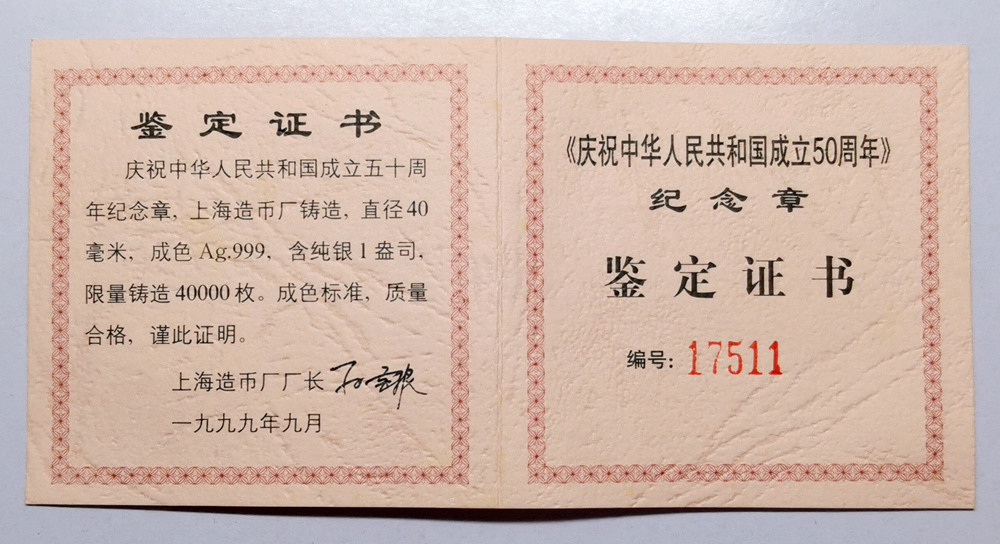 鉴定证书
庆祝中华人民共和国成立五十周
年纪念章, 上海造币厂铸造, 直径40
毫米, 成色 Ag.999, 含纯银1盎司,
限量铸造40000枚。成色标准, 质量
合格, 谨此证明。
上海造币厂厂长
一九九九年九月
《庆祝中华人民共和国成立50周年》
纪念章
鉴定证书
编号: 17511